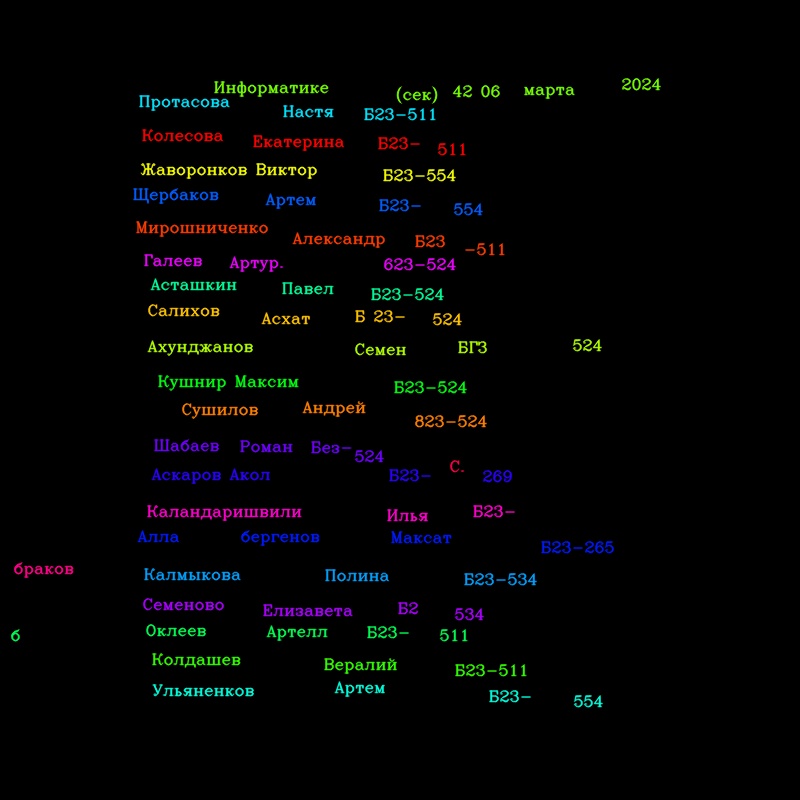 Информатике (сек) 42 06 марта 2024
Протасова Настя Б23-511
Колесова Екатерина Б23- 511
Жаворонков Виктор Б23-554
Щербаков Артем Б23- 554
Мирошниченко Александр Б23 -511
Галеев Артур. 623-524
Асташкин Павел Б23-524
Салихов Асхат Б 23- 524
Ахунджанов Семен БГЗ 524
Кушнир Максим Б23-524
Сушилов Андрей 823-524
Шабаев Роман Без- 524
Аскаров Акол Б23- С. 269
Каландаришвили Илья Б23-
Алла бергенов Максат Б23-265
браков
Калмыкова Полина Б23-534
Семеново Елизавета Б2 534
Оклеев Артелл Б23- 511
б
Колдашев Вералий Б23-511
Ульяненков Артем Б23- 554